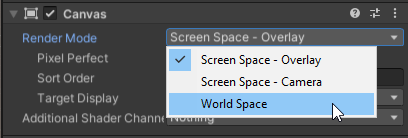 Canvas
Render Mode Screen Space - Overlay
Pixel Perfect Screen Space - Overlay
Sort Order Screen Space - Camera
Target Display World Space
Additional Shader Channe Nothing